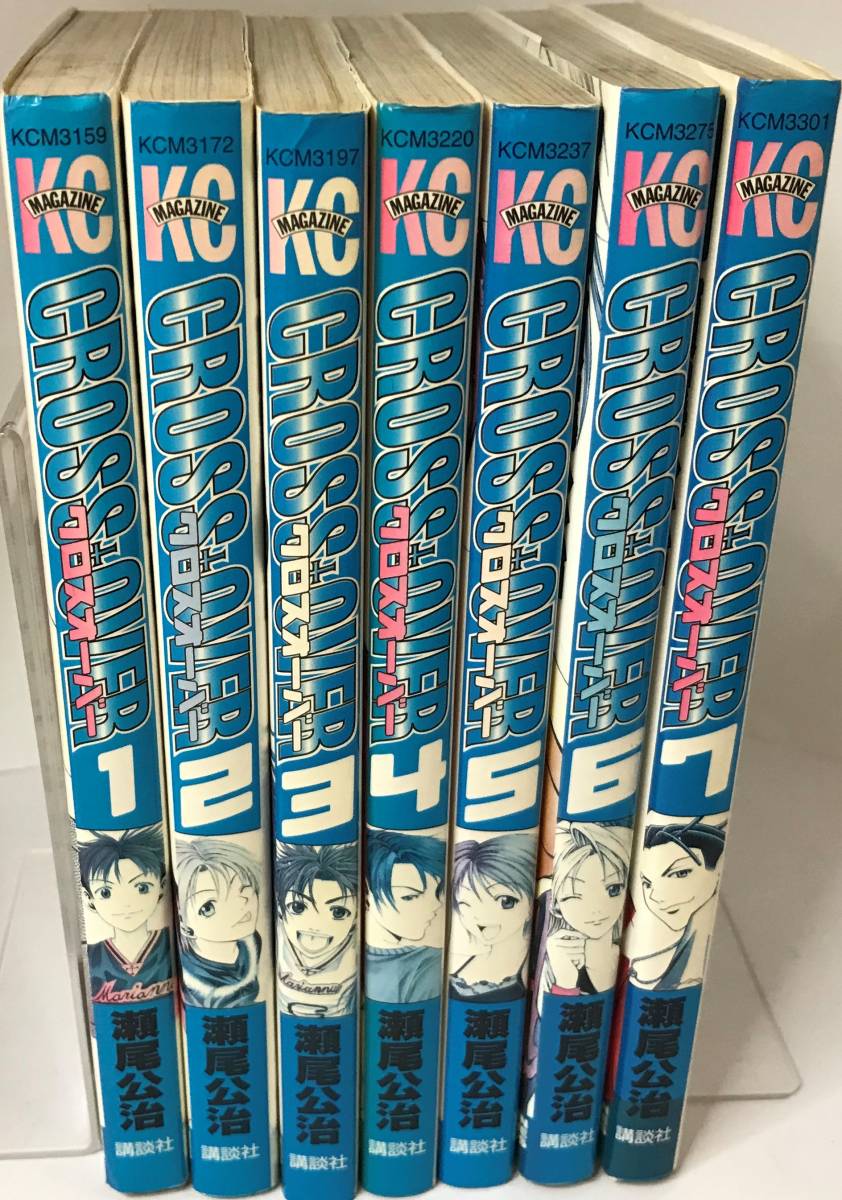 KCM3159
KC
MAGAZINE
CROSS+OVER
クロスオーバー
1
Marianna
瀬尾公治
講談社
KCM3172
KC
MAGAZINE
CROSS+OVER
クロスオーバー
2
瀬尾公治
講談社
KCM3197
KC
MAGAZINE
CROSS+OVER
クロスオーバー
3
瀬尾公治
講談社
KCM3220
KC
MAGAZINE
CROSS+OVER
クロスオーバー
4
瀬尾公治
講談社
KCM3237
KC
MAGAZINE
CROSS+OVER
クロスオーバー
5
瀬尾公治
講談社
KCM3275
KC
MAGAZINE
CROSS+OVER
クロスオーバー
6
瀬尾公治
講談社
KCM3301
KC
MAGAZINE
CROSS+OVER
クロスオーバー
7
瀬尾公治
講談社